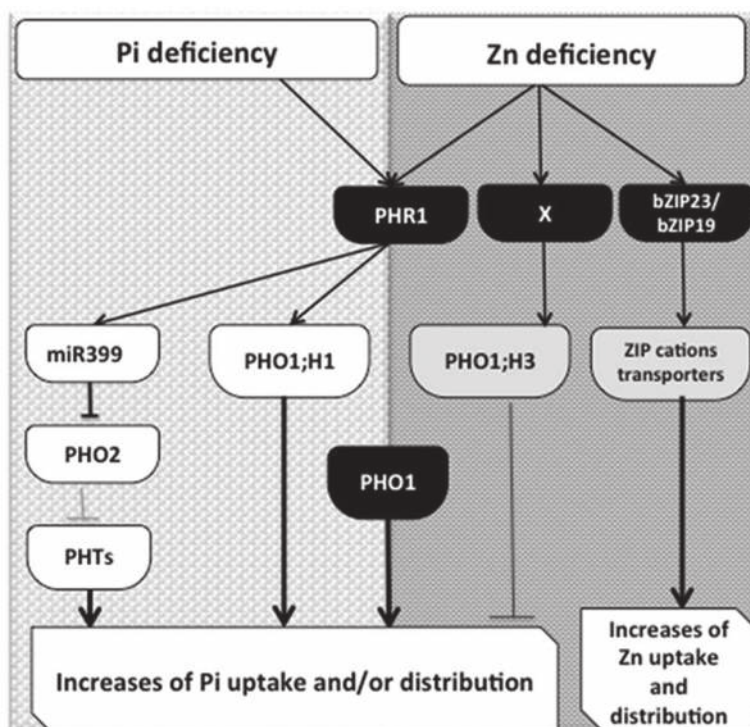 Pi deficiency
Zn deficiency
PHR1
X
bZIP23/
bZIP19
miR399
PHO1;H1
PHO1;H3
ZIP cations
transporters
PHO2
PHO1
PHTs
Increases of Pi uptake and/or distribution
Increases of
Zn uptake
and
distribution